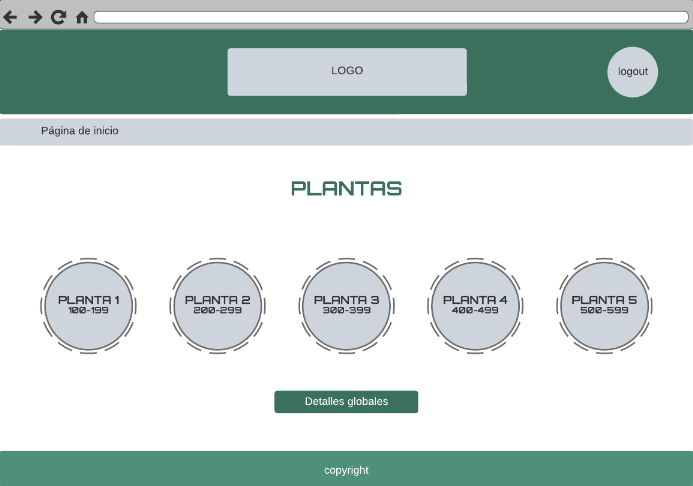 LOGO
logout
Página de inicio
PLANTAS
PLANTA 1
100-199
PLANTA 2
200-299
PLANTA 3
300-399
PLANTA 4
400-499
PLANTA 5
500-599
Detalles globales
copyright